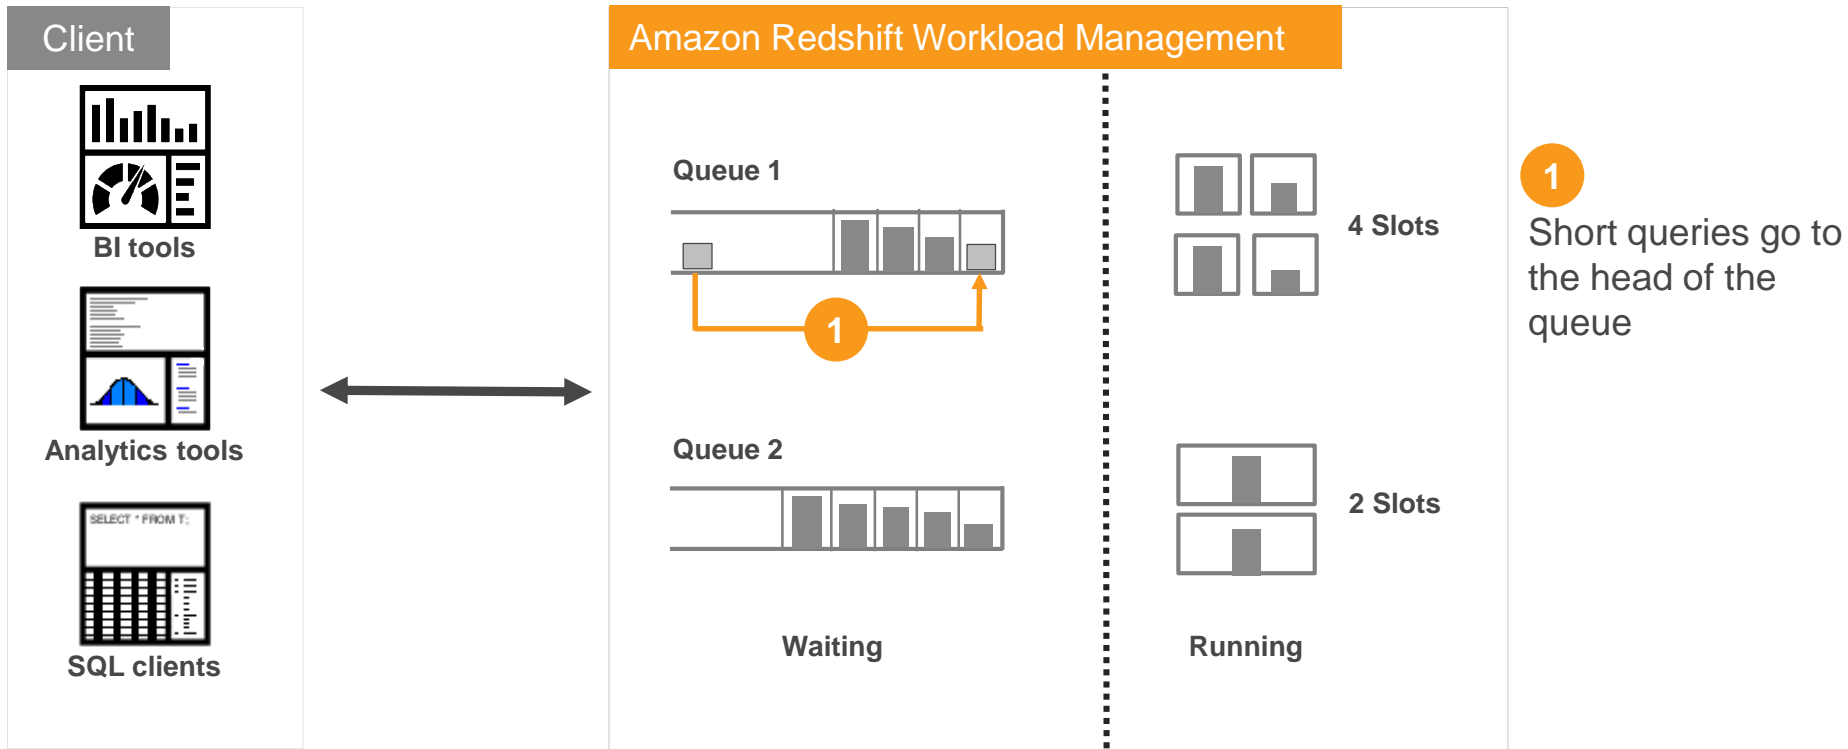 Client
Amazon Redshift Workload Management
BI tools
Analytics tools
SELECT * FROM T;
SQL clients
Queue 1
1
4 Slots
Queue 2
2 Slots
Waiting
Running
1
Short queries go to
the head of the
queue